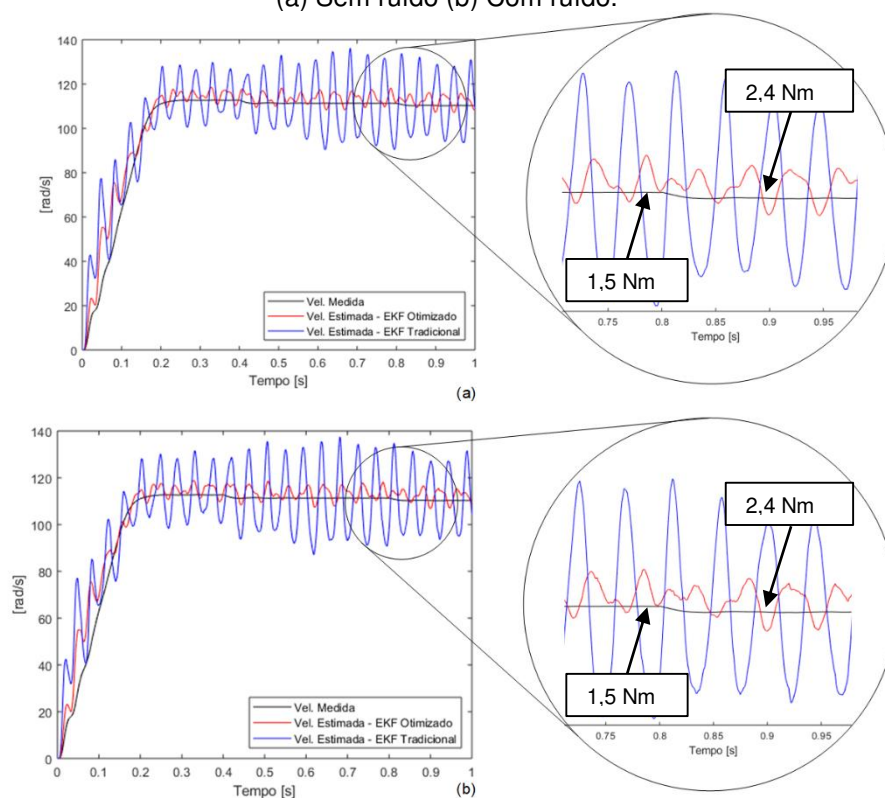 (a) Sem ruído (b) Com ruído.
140
120
100
80
60
40
20
0
[rad/s]
Vel. Medida
Vel. Estimada - EKF Otimizado
Vel. Estimada - EKF Tradicional
0 0.1 0.2 0.3 0.4 0.5 0.6 0.7 0.8 0.9 1
Tempo [s]
2,4 Nm
1,5 Nm
0.75 0.8 0.85 0.9 0.95
Tempo [s]
(a)
140
120
100
80
60
40
20
0
[rad/s]
Vel. Medida
Vel. Estimada - EKF Otimizado
Vel. Estimada - EKF Tradicional
0 0.1 0.2 0.3 0.4 0.5 0.6 0.7 0.8 0.9 1
Tempo [s]
2,4 Nm
1,5 Nm
0.75 0.8 0.85 0.9 0.95
Tempo [s]
(b)